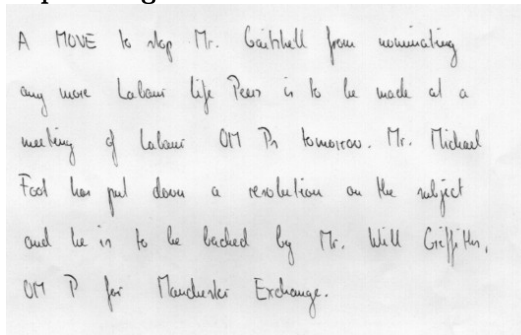 A MOVE to stop Mr. Gaitskell from nominating
any more Labour Life Peers is to be made at a
meeting of Labour OM Ps tomorrow. Mr. Michael
Foot has put down a resolution on the subject
and he is to be backed by Mr. Will Griffiths,
OM P for Manchester Exchange.